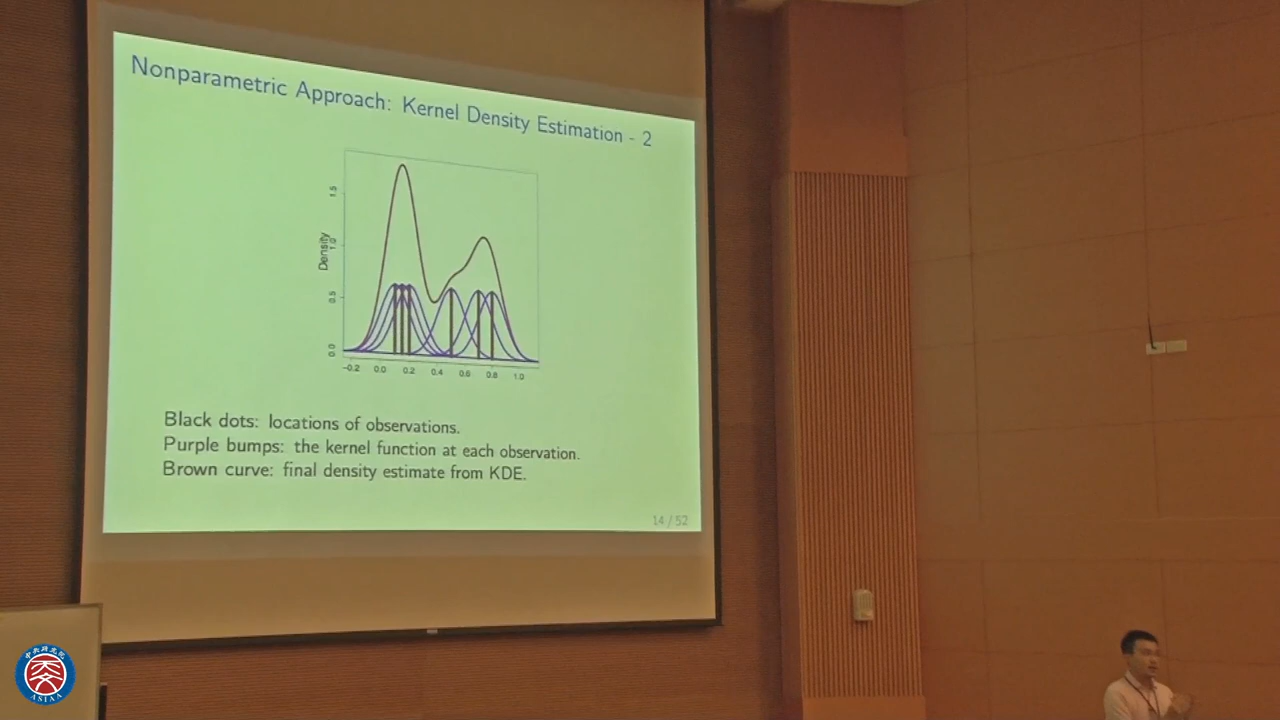 Nonparametric Approach: Kernel Density Estimation - 2
Density
0.0 0.5 1.0 1.5
−0.2 0.0 0.2 0.4 0.6 0.8 1.0
Black dots: locations of observations.
Purple bumps: the kernel function at each observation.
Brown curve: final density estimate from KDE.
14 / 52
ASIAA